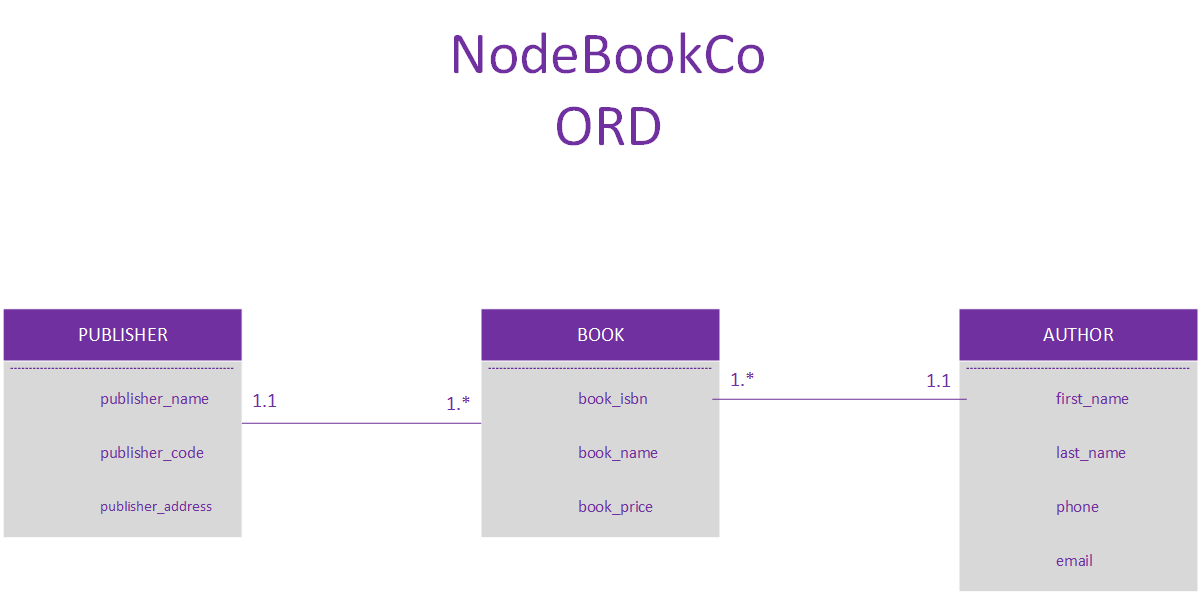 NodeBookCo
ORD
PUBLISHER
publisher_name
publisher_code
publisher_address
1.1
1.*
BOOK
book_isbn
book_name
book_price
1.*
1.1
AUTHOR
first_name
last_name
phone
email